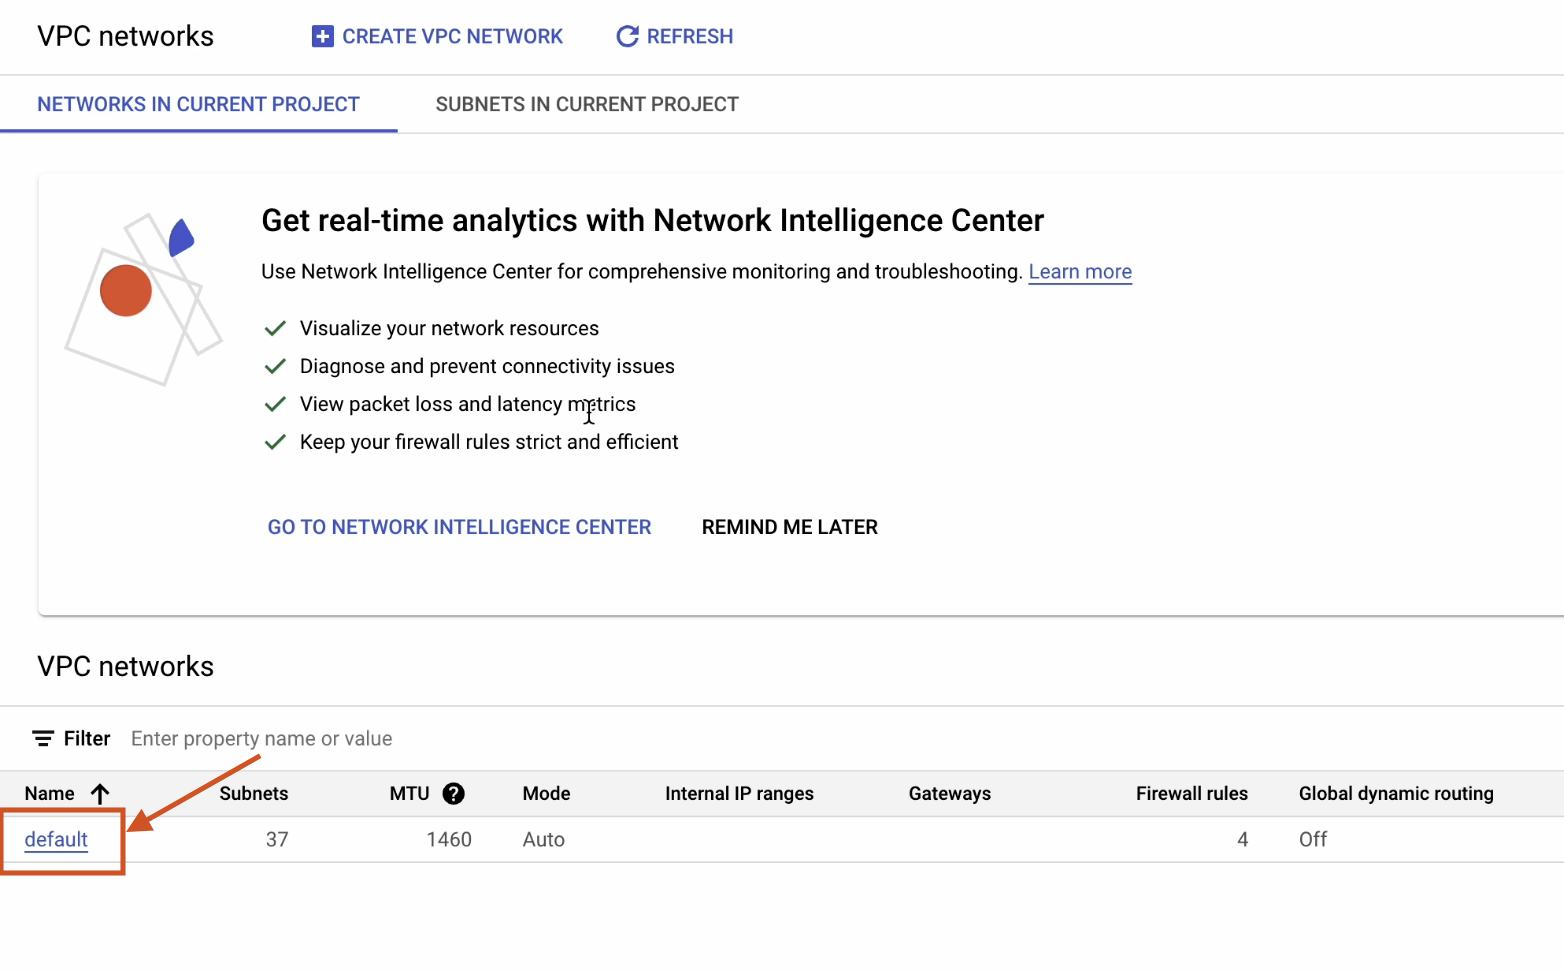 VPC networks
CREATE VPC NETWORK
REFRESH
NETWORKS IN CURRENT PROJECT
SUBNETS IN CURRENT PROJECT
Get real-time analytics with Network Intelligence Center
Use Network Intelligence Center for comprehensive monitoring and troubleshooting. Learn more
Visualize your network resources
Diagnose and prevent connectivity issues
View packet loss and latency metrics
Keep your firewall rules strict and efficient
GO TO NETWORK INTELLIGENCE CENTER
REMIND ME LATER
VPC networks
Filter Enter property name or value
Name Subnets MTU ? Mode Internal IP ranges Gateways Firewall rules Global dynamic routing
default 37 1460 Auto 4 Off